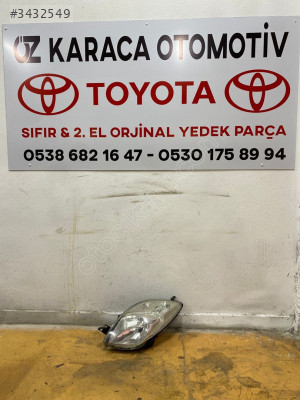 #3432549
ÖZ KARACA OTOMOTİV
TOYOTA
SIFIR & 2. EL ORJİNAL YEDEK PARÇA
0538 682 16 47 - 0530 175 89 94